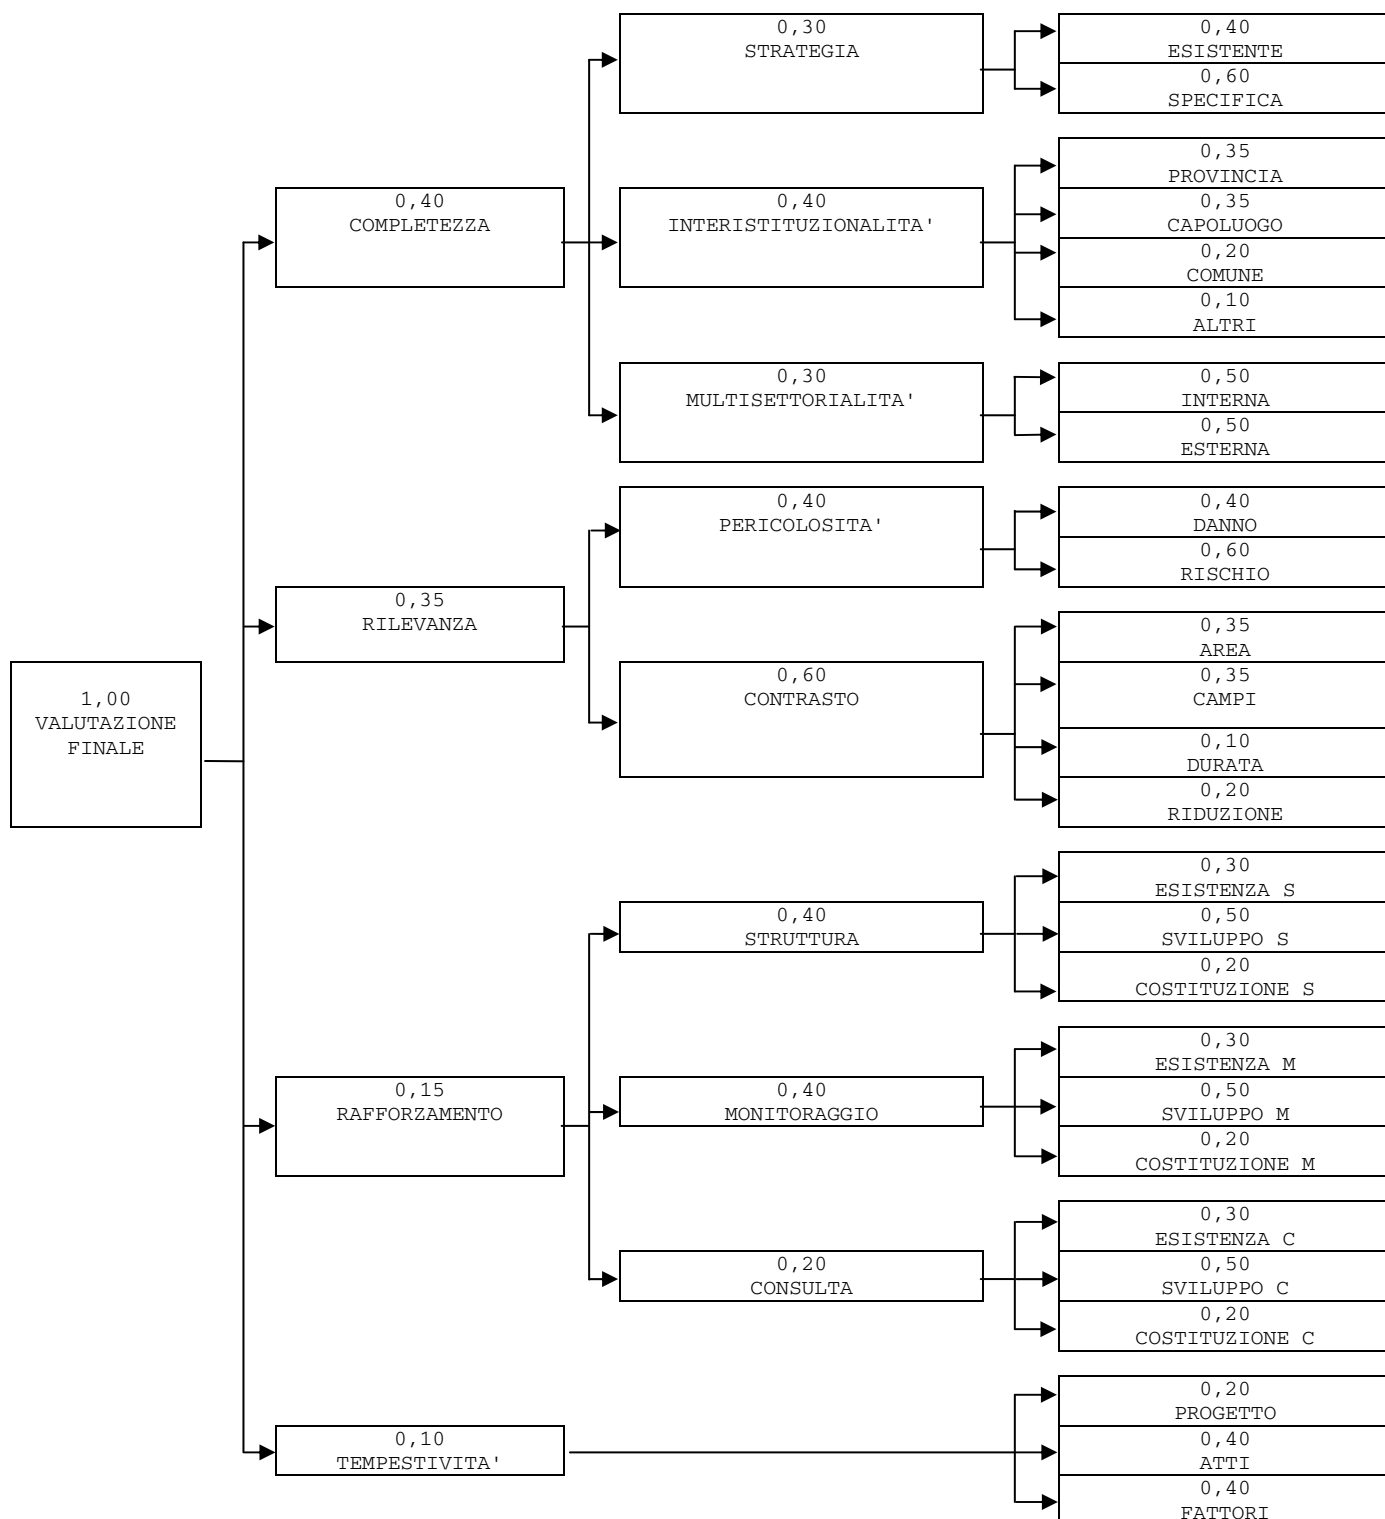 1,00
VALUTAZIONE
FINALE
0,40
COMPLETEZZA
0,30
STRATEGIA
0,40
ESISTENTE
0,60
SPECIFICA
0,40
INTERISTITUZIONALITA'
0,35
PROVINCIA
0,35
CAPOLUOGO
0,20
COMUNE
0,10
ALTRI
0,30
MULTISETTORIALITA'
0,50
INTERNA
0,50
ESTERNA
0,35
RILEVANZA
0,40
PERICOLOSITA'
0,40
DANNO
0,60
RISCHIO
0,60
CONTRASTO
0,35
AREA
0,35
CAMPI
0,10
DURATA
0,20
RIDUZIONE
0,15
RAFFORZAMENTO
0,40
STRUTTURA
0,30
ESISTENZA S
0,50
SVILUPPO S
0,20
COSTITUZIONE S
0,40
MONITORAGGIO
0,30
ESISTENZA M
0,50
SVILUPPO M
0,20
COSTITUZIONE M
0,20
CONSULTA
0,30
ESISTENZA C
0,50
SVILUPPO C
0,20
COSTITUZIONE C
0,10
TEMPESTIVITA'
0,20
PROGETTO
0,40
ATTI
0,40
FATTORI